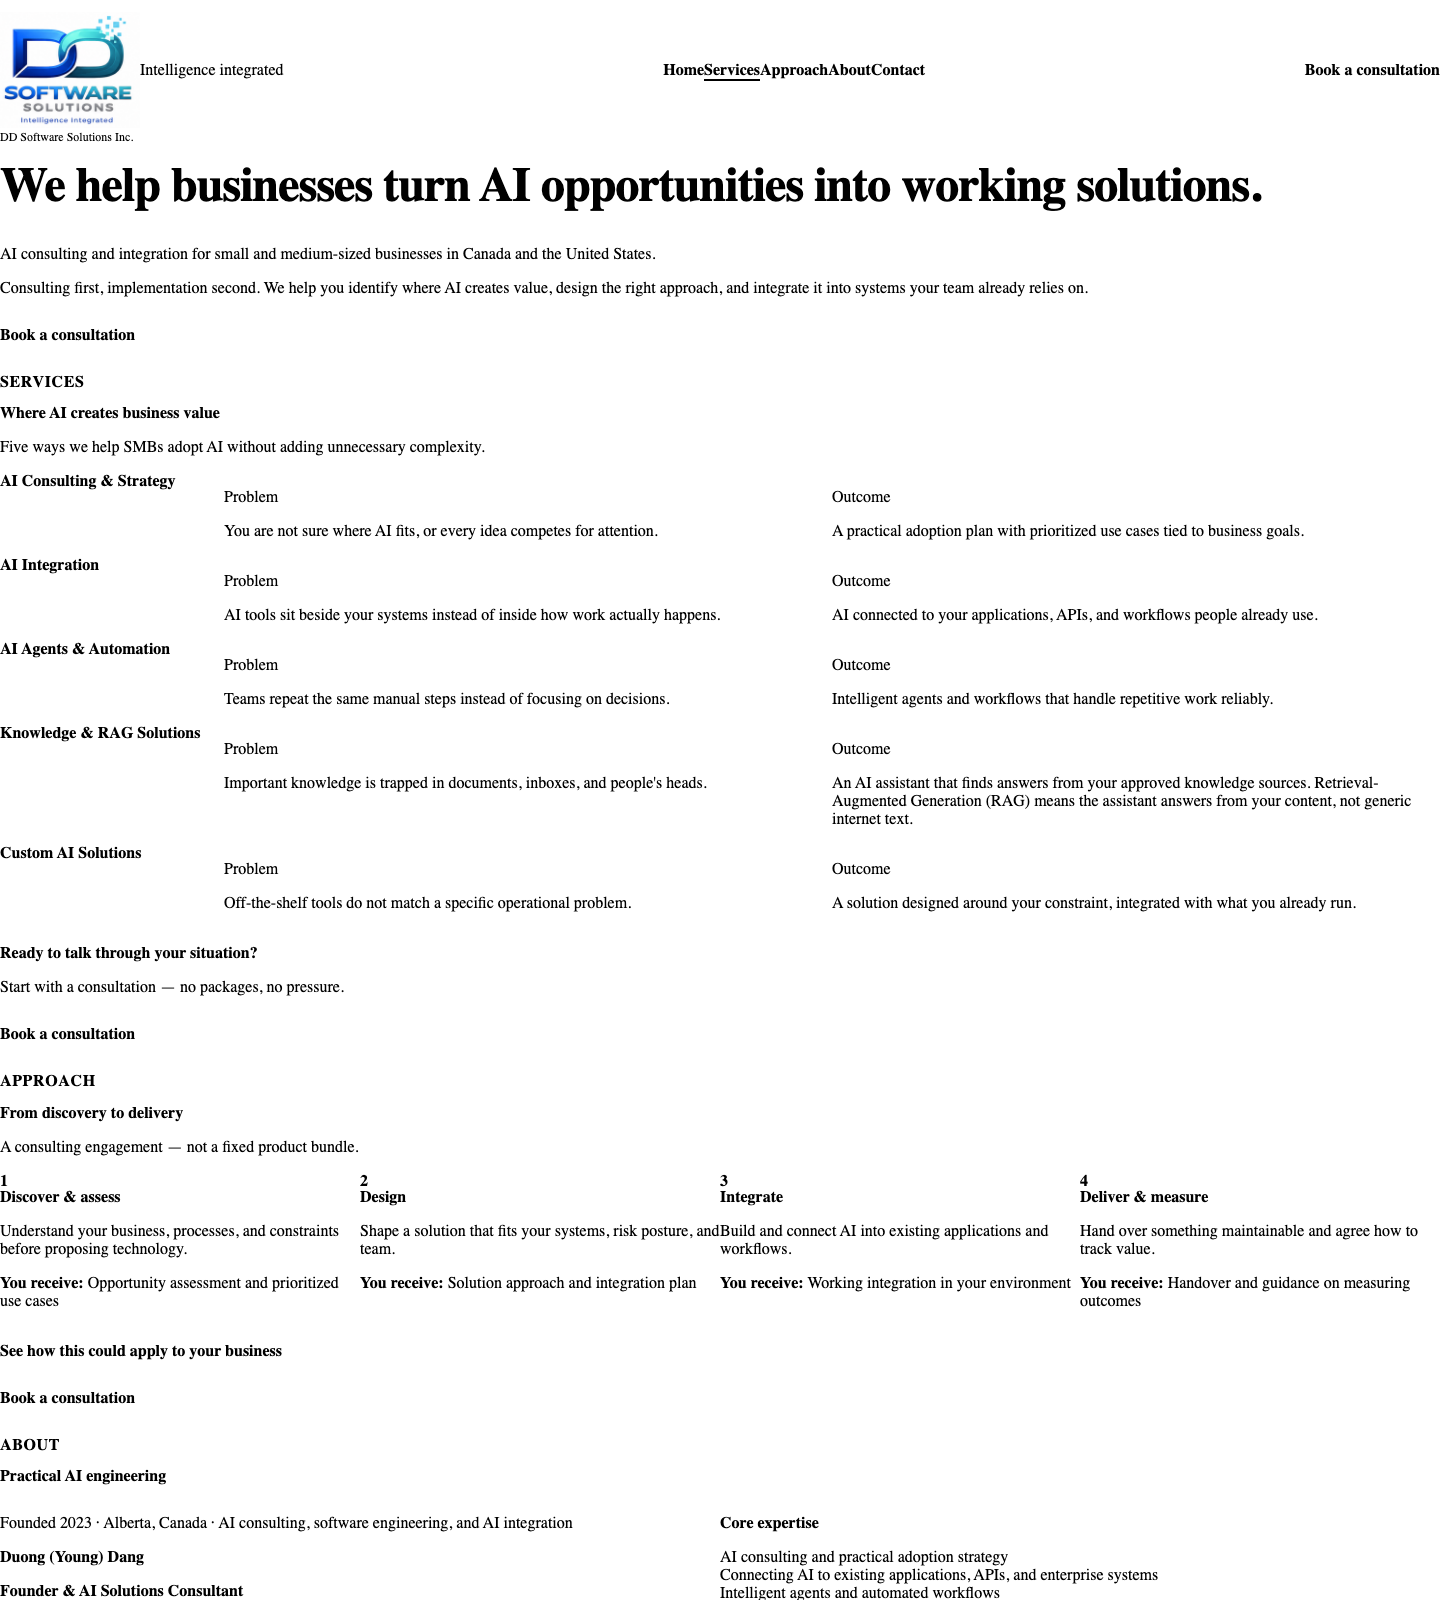 DD
SOFTWARE
SOLUTIONS
Intelligence Integrated
DD Software Solutions Inc.
Intelligence integrated
Home Services Approach About Contact
Book a consultation
We help businesses turn AI opportunities into working solutions.
AI consulting and integration for small and medium-sized businesses in Canada and the United States.
Consulting first, implementation second. We help you identify where AI creates value, design the right approach, and integrate it into systems your team already relies on.
Book a consultation
SERVICES
Where AI creates business value
Five ways we help SMBs adopt AI without adding unnecessary complexity.
AI Consulting & Strategy
Problem
You are not sure where AI fits, or every idea competes for attention.
Outcome
A practical adoption plan with prioritized use cases tied to business goals.
AI Integration
Problem
AI tools sit beside your systems instead of inside how work actually happens.
Outcome
AI connected to your applications, APIs, and workflows people already use.
AI Agents & Automation
Problem
Teams repeat the same manual steps instead of focusing on decisions.
Outcome
Intelligent agents and workflows that handle repetitive work reliably.
Knowledge & RAG Solutions
Problem
Important knowledge is trapped in documents, inboxes, and people's heads.
Outcome
An AI assistant that finds answers from your approved knowledge sources. Retrieval-
Augmented Generation (RAG) means the assistant answers from your content, not generic
internet text.
Custom AI Solutions
Problem
Off-the-shelf tools do not match a specific operational problem.
Outcome
A solution designed around your constraint, integrated with what you already run.
Ready to talk through your situation?
Start with a consultation — no packages, no pressure.
Book a consultation
APPROACH
From discovery to delivery
A consulting engagement — not a fixed product bundle.
1
Discover & assess
Understand your business, processes, and constraints
before proposing technology.
You receive: Opportunity assessment and prioritized
use cases
2
Design
Shape a solution that fits your systems, risk posture, and
team.
You receive: Solution approach and integration plan
3
Integrate
Build and connect AI into existing applications and
workflows.
You receive: Working integration in your environment
4
Deliver & measure
Hand over something maintainable and agree how to
track value.
You receive: Handover and guidance on measuring
outcomes
See how this could apply to your business
Book a consultation
ABOUT
Practical AI engineering
Founded 2023 · Alberta, Canada · AI consulting, software engineering, and AI integration
Duong (Young) Dang
Founder & AI Solutions Consultant
Core expertise
AI consulting and practical adoption strategy
Connecting AI to existing applications, APIs, and enterprise systems
Intelligent agents and automated workflows